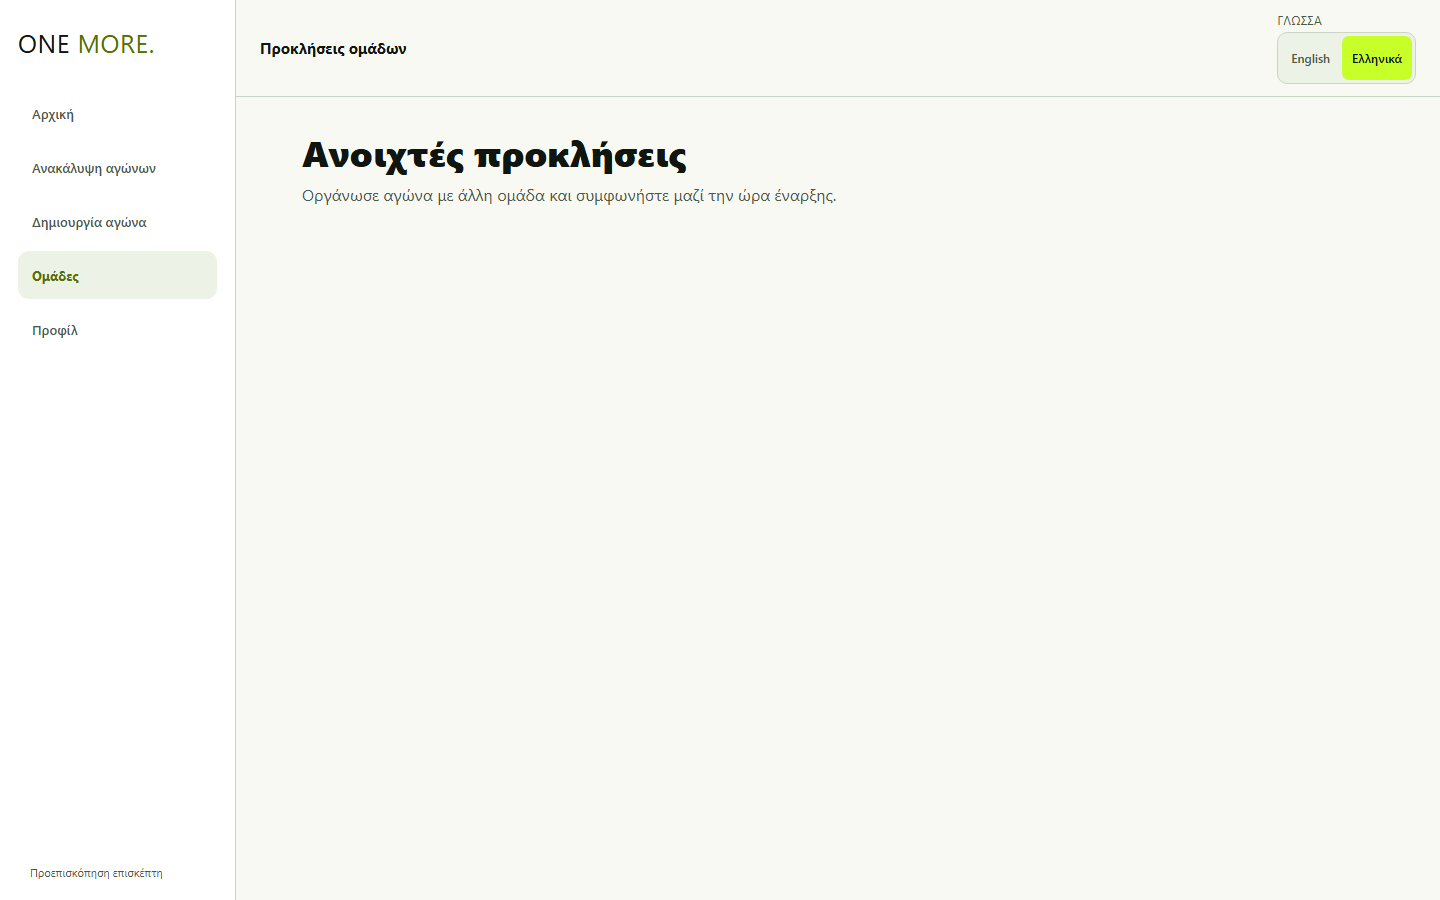 ONE MORE.
Αρχική
Ανακάλυψη αγώνων
Δημιουργία αγώνα
Ομάδες
Προφίλ
Προεπισκόπηση επισκέπτη
Προκλήσεις ομάδων
ΓΛΩΣΣΑ
English Ελληνικά
Ανοιχτές προκλήσεις
Οργάνωσε αγώνα με άλλη ομάδα και συμφωνήστε μαζί την ώρα έναρξης.